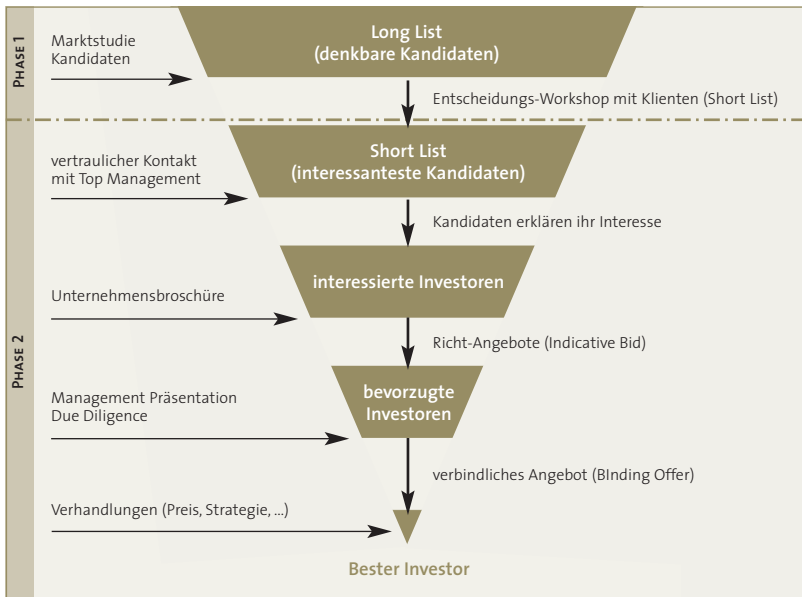 PHASE 1
Marktstudie
Kandidaten
Long List
(denkbare Kandidaten)
Entscheidungs-Workshop mit Klienten (Short List)
PHASE 2
vertraulicher Kontakt
mit Top Management
Short List
(interessanteste Kandidaten)
Kandidaten erklären ihr Interesse
Unternehmensbroschüre
interessierte Investoren
Richt-Angebote (Indicative Bid)
Management Präsentation
Due Diligence
bevorzugte
Investoren
verbindliches Angebot (BInding Offer)
Verhandlungen (Preis, Strategie, ...)
Bester Investor